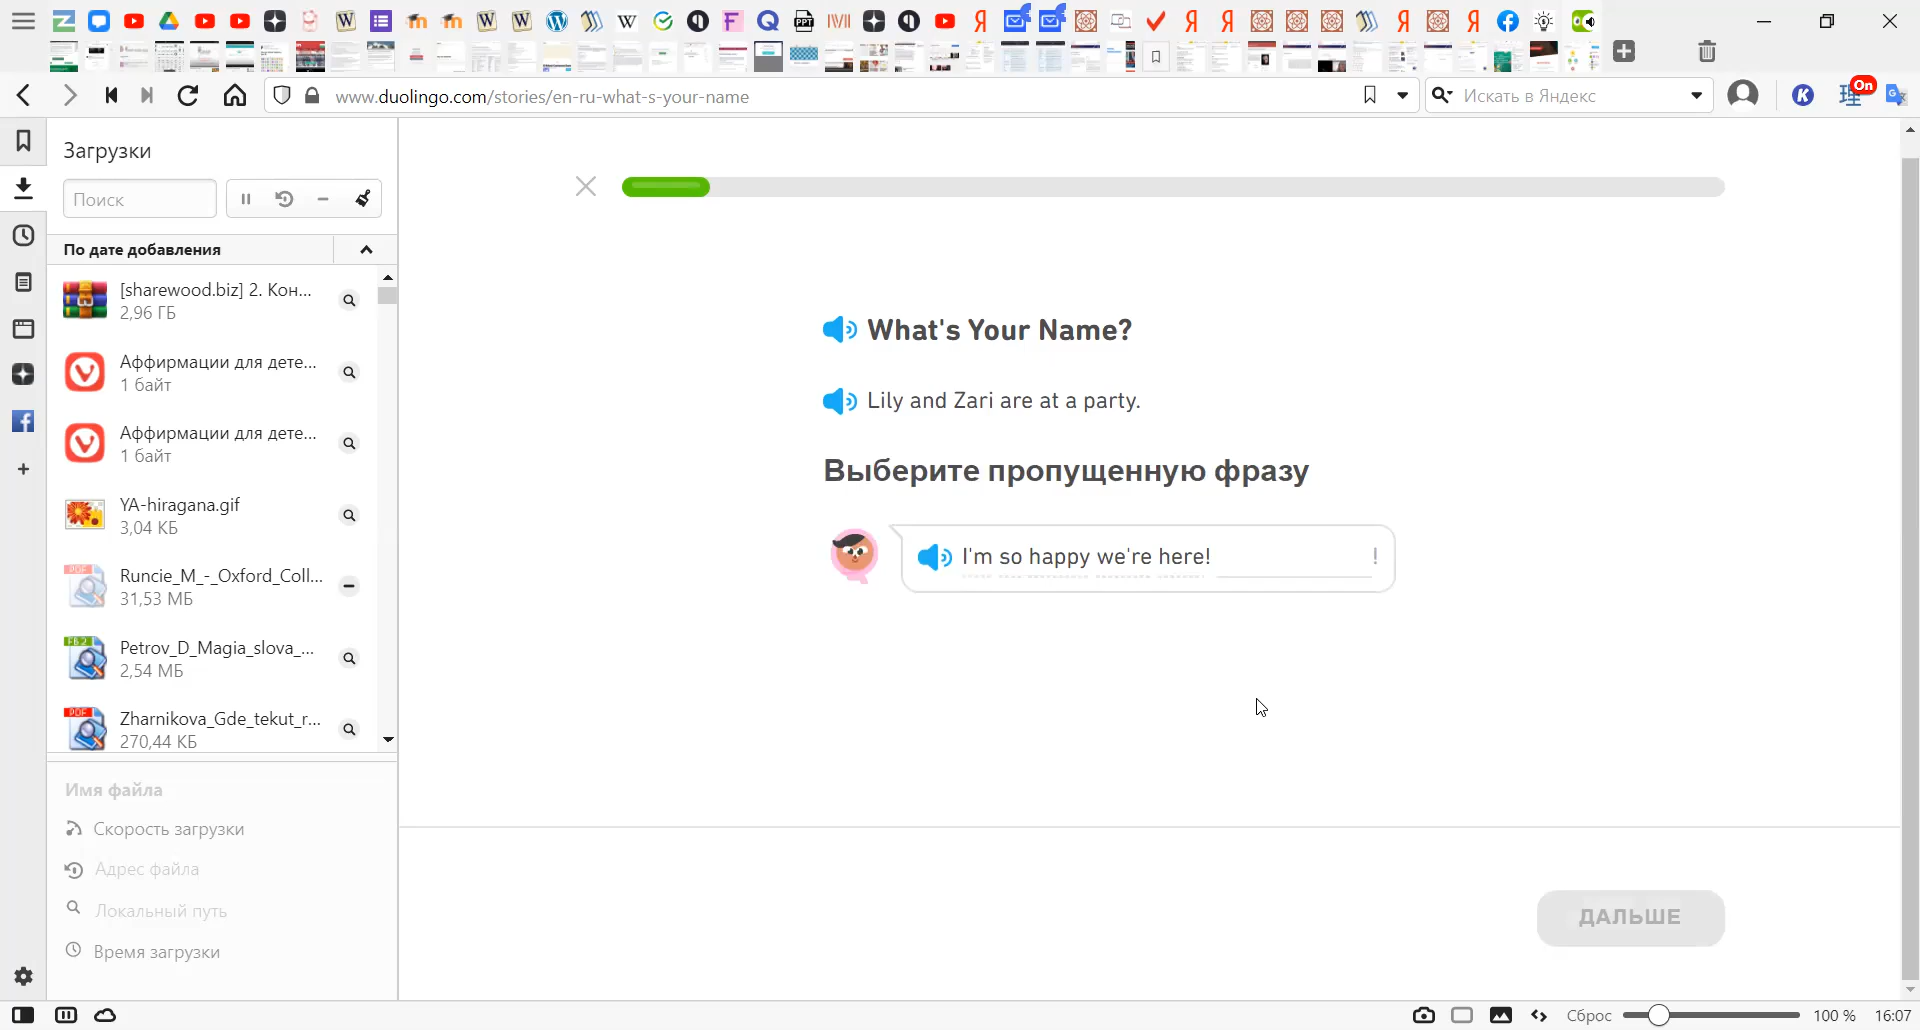 www.duolingo.com/stories/en-ru-what-s-your-name
Искать в Яндекс
On
Загрузки
Поиск
По дате добавления
[sharewood.biz] 2. Кон...
2,96 ГБ
Аффирмации для дете...
1 байт
Аффирмации для дете...
1 байт
YA-hiragana.gif
3,04 КБ
Runcie_M_-_Oxford_Coll...
31,53 МБ
Petrov_D_Magia_slova_...
2,54 МБ
Zharnikova_Gde_tekut_r...
270,44 КБ
Имя файла
Скорость загрузки
Адрес файла
Локальный путь
Время загрузки
What's Your Name?
Lily and Zari are at a party.
Выберите пропущенную фразу
I'm so happy we're here! !
ДАЛЬШЕ
Сброс 100 % 16:07